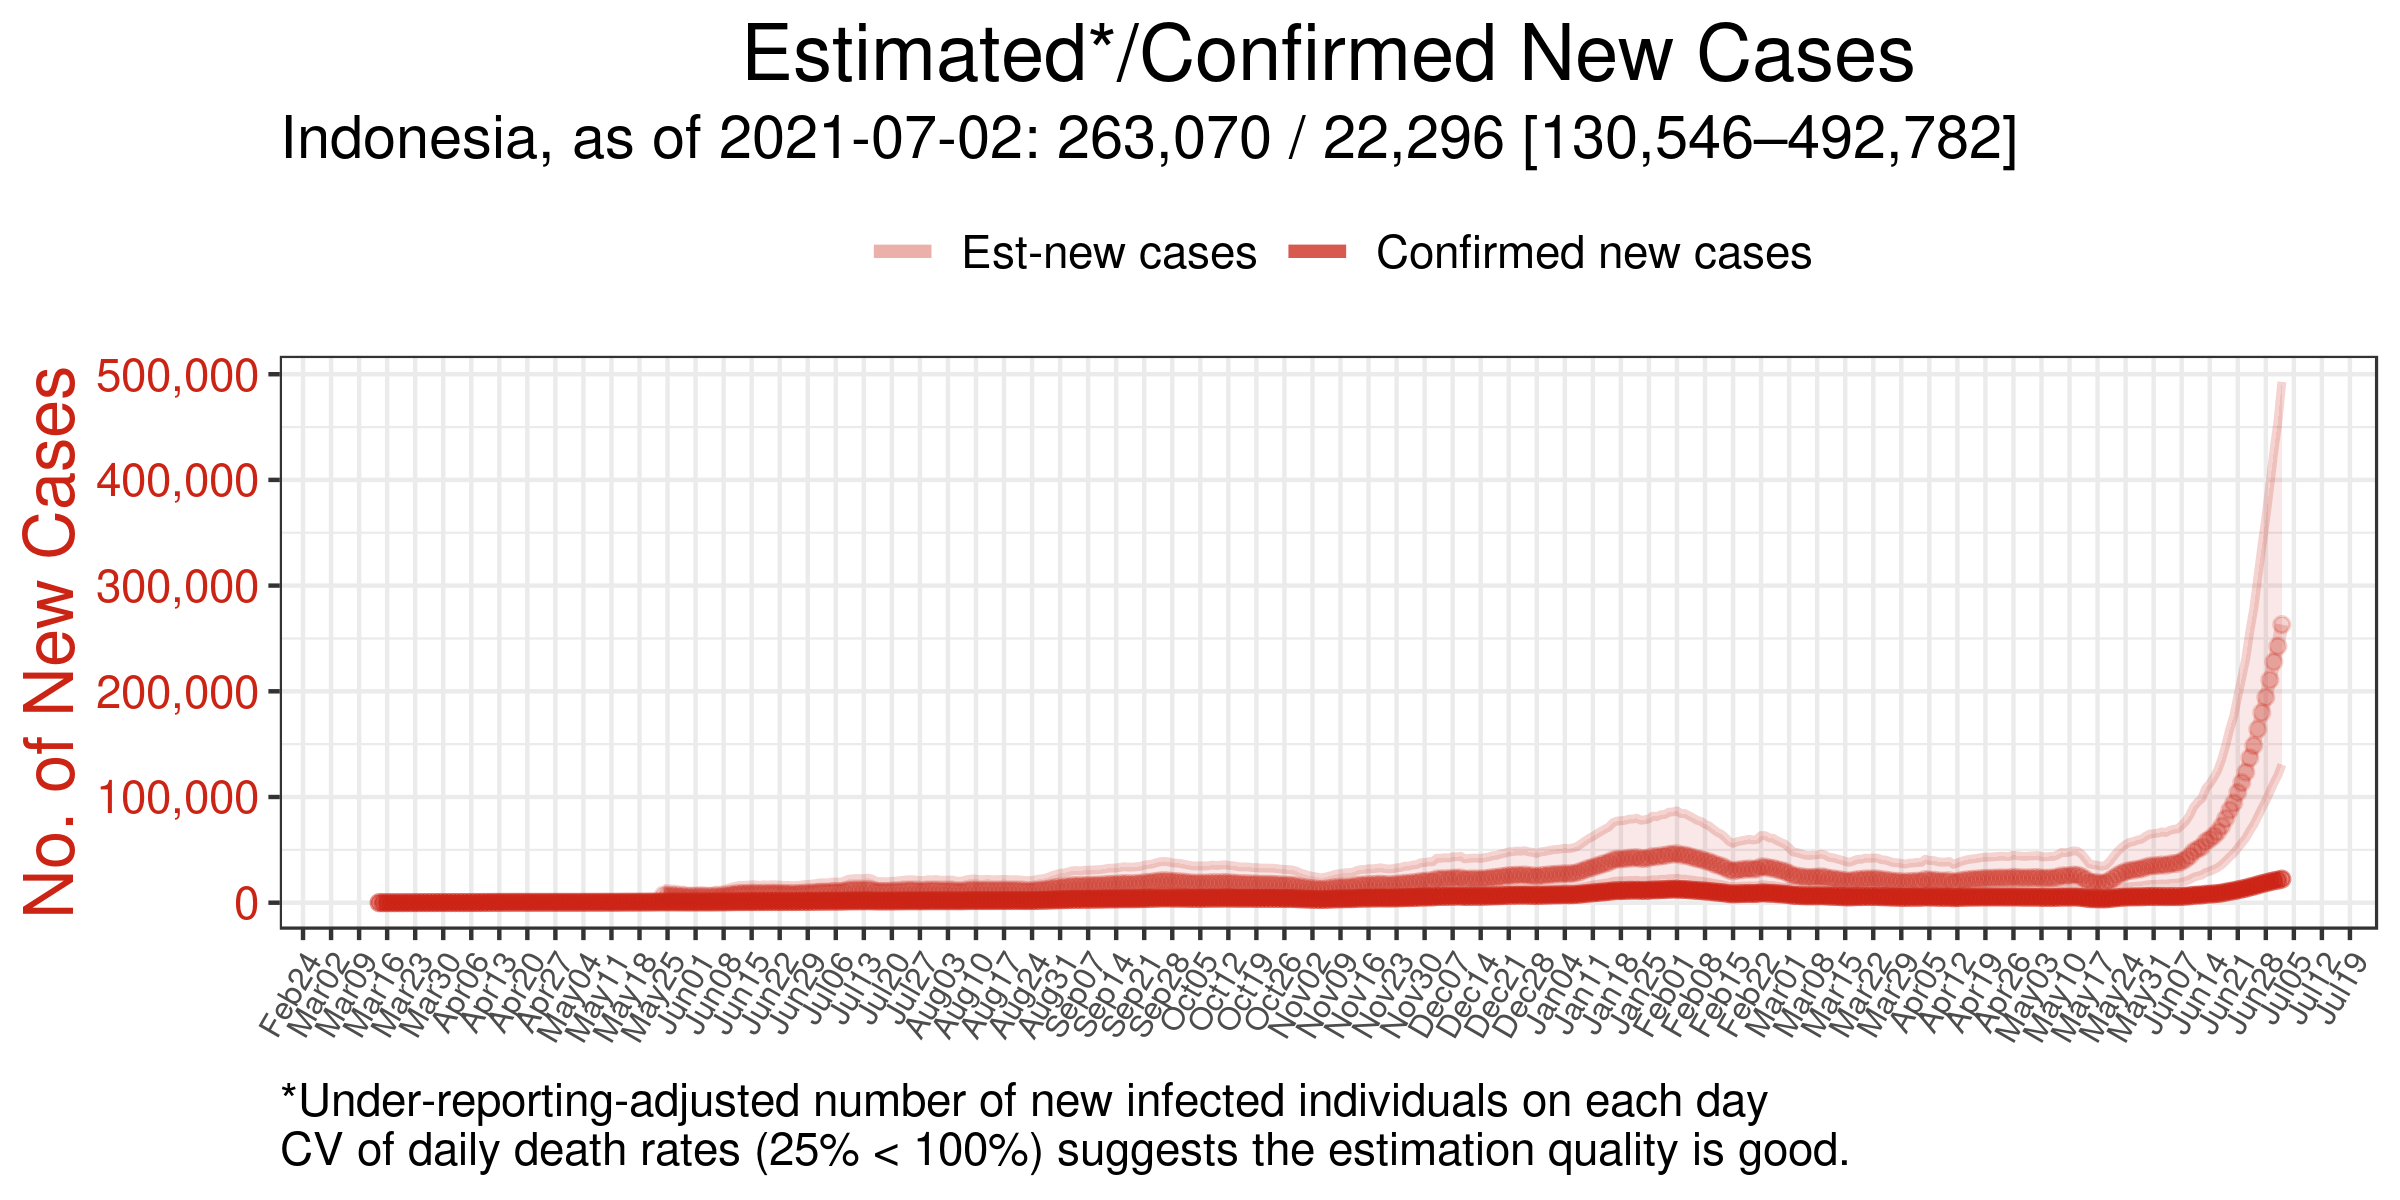 Estimated*/Confirmed New Cases
Indonesia, as of 2021-07-02: 263,070 / 22,296 [130,546–492,782]
Est-new cases
Confirmed new cases
No. of New Cases
500,000
400,000
300,000
200,000
100,000
0
Feb24
Mar02
Mar09
Mar16
Mar23
Mar30
Apr06
Apr13
Apr20
Apr27
May04
May11
May18
May25
Jun01
Jun08
Jun15
Jun22
Jun29
Jul06
Jul13
Jul20
Jul27
Aug03
Aug10
Aug17
Aug24
Aug31
Sep07
Sep14
Sep21
Sep28
Oct05
Oct12
Oct19
Oct26
Nov02
Nov09
Nov16
Nov23
Nov30
Dec07
Dec14
Dec21
Dec28
Jan04
Jan11
Jan18
Jan25
Feb01
Feb08
Feb15
Feb22
Mar01
Mar08
Mar15
Mar22
Mar29
Apr05
Apr12
Apr19
Apr26
May03
May10
May17
May24
May31
Jun07
Jun14
Jun21
Jun28
Jul05
Jul12
Jul19
*Under-reporting-adjusted number of new infected individuals on each day
CV of daily death rates (25% < 100%) suggests the estimation quality is good.